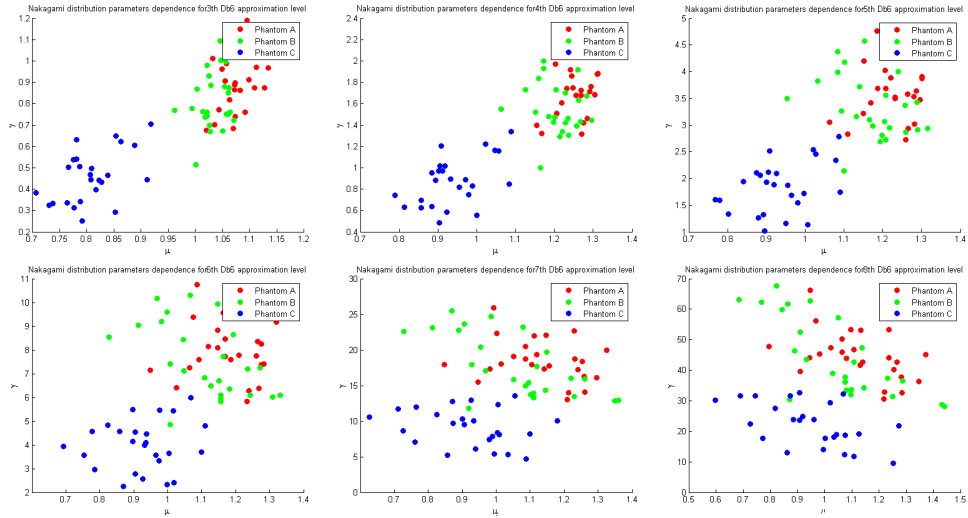 Nakagami distribution parameters dependence for3th Db6 approximation level
1.2
1.1
1
0.9
0.8
0.7
0.6
0.5
0.4
0.3
0.2
γ
Phantom A
Phantom B
Phantom C
0.7 0.75 0.8 0.85 0.9 0.95 1 1.05 1.1 1.15 1.2
μ
Nakagami distribution parameters dependence for4th Db6 approximation level
2.4
2.2
2
1.8
1.6
1.4
1.2
1
0.8
0.6
0.4
γ
Phantom A
Phantom B
Phantom C
0.7 0.8 0.9 1 1.1 1.2 1.3 1.4
μ
Nakagami distribution parameters dependence for5th Db6 approximation level
5
4.5
4
3.5
3
2.5
2
1.5
1
γ
Phantom A
Phantom B
Phantom C
0.7 0.8 0.9 1 1.1 1.2 1.3 1.4
μ
Nakagami distribution parameters dependence for6th Db6 approximation level
11
10
9
8
7
6
5
4
3
2
γ
Phantom A
Phantom B
Phantom C
0.7 0.8 0.9 1 1.1 1.2 1.3 1.4
μ
Nakagami distribution parameters dependence for7th Db6 approximation level
30
25
20
15
10
5
0
γ
Phantom A
Phantom B
Phantom C
0.7 0.8 0.9 1 1.1 1.2 1.3 1.4
μ
Nakagami distribution parameters dependence for8th Db6 approximation level
70
60
50
40
30
20
10
0
γ
Phantom A
Phantom B
Phantom C
0.5 0.6 0.7 0.8 0.9 1 1.1 1.2 1.3 1.4 1.5
μ